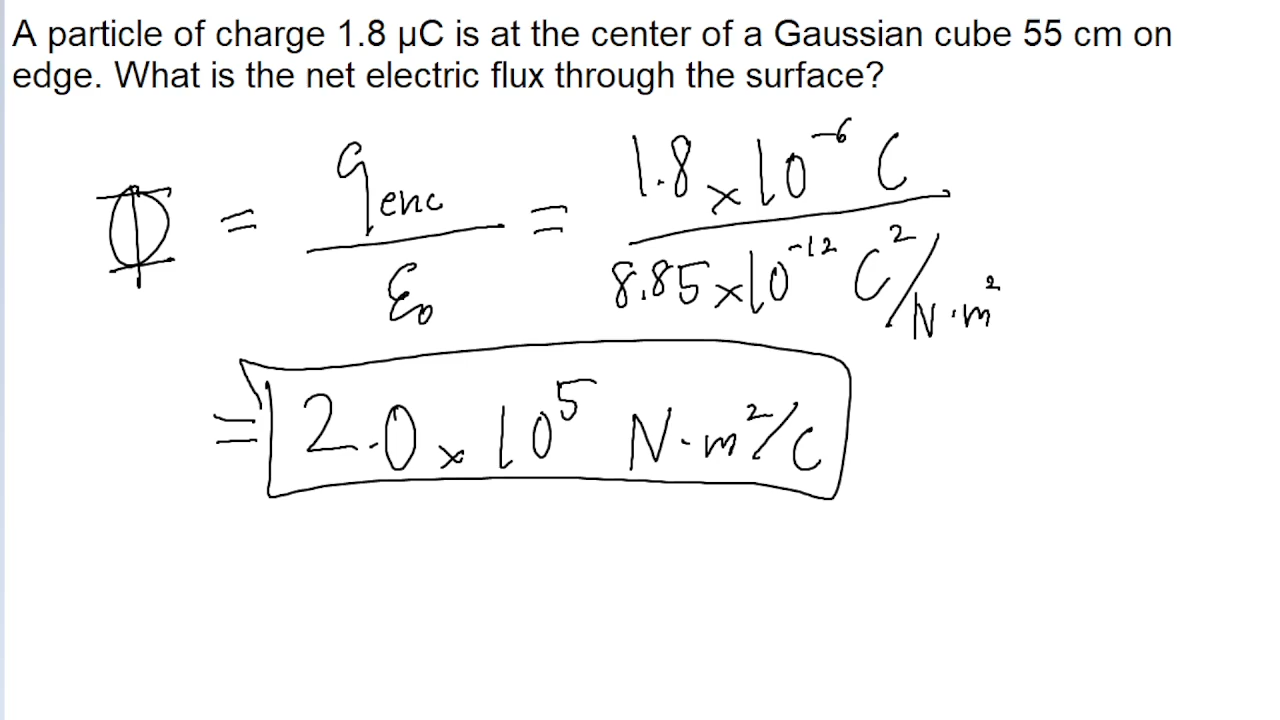 A particle of charge 1.8 µC is at the center of a Gaussian cube 55 cm on
edge. What is the net electric flux through the surface?
Φ = qenc / ε₀ = 1.8 × 10⁻⁶ C / 8.85 × 10⁻¹² C²/N·m²
= 2.0 × 10⁵ N·m²/C